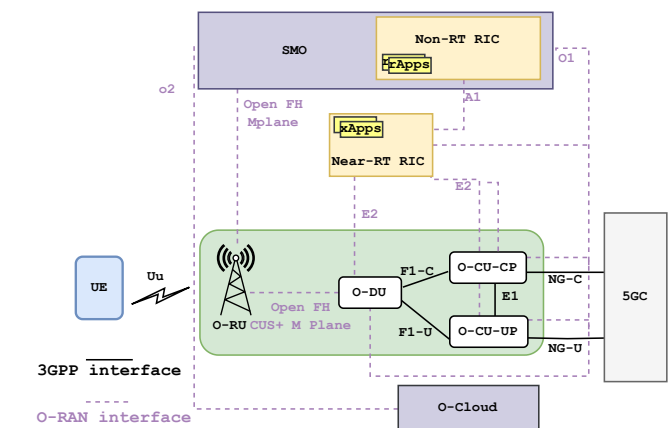 Non-RT RIC
SMO
rApps
O1
o2
A1
Open FH
Mplane
xApps
Near-RT RIC
E2
E2
UE
Uu
O-RU
Open FH
CUS+ M Plane
O-DU
F1-C
F1-U
O-CU-CP
E1
O-CU-UP
NG-C
NG-U
5GC
3GPP interface
O-RAN interface
O-Cloud